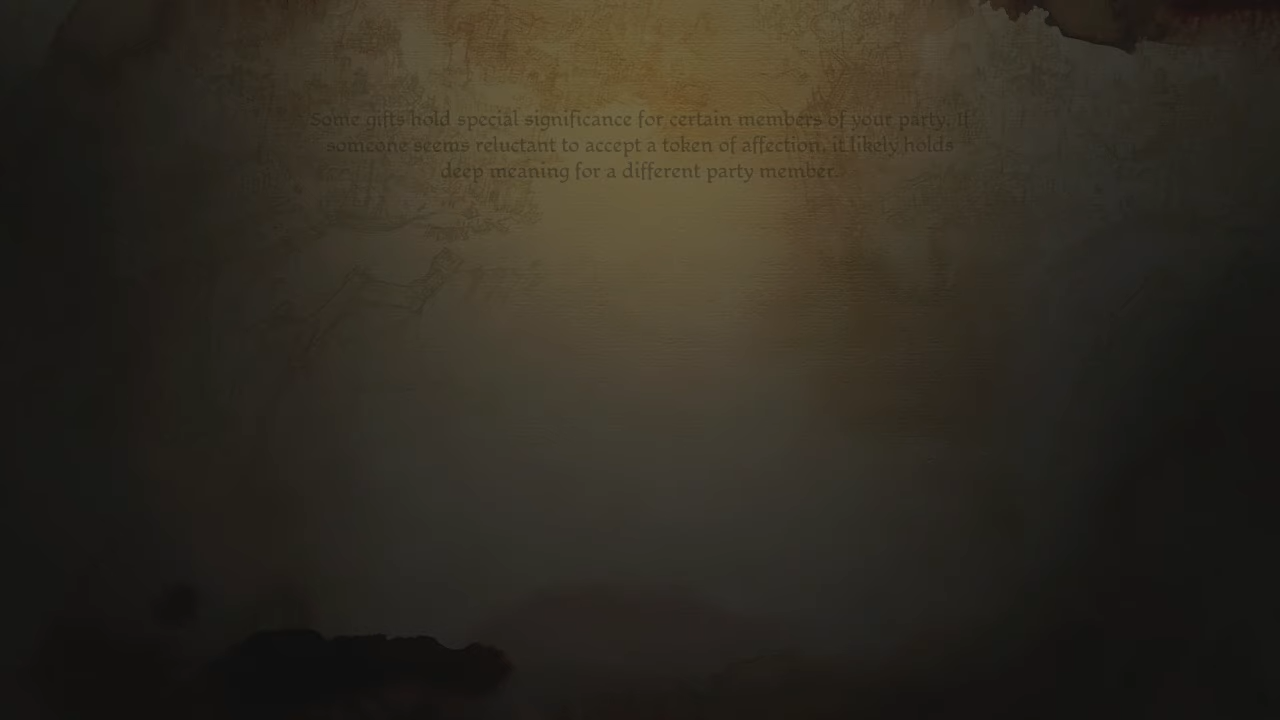 Some gifts hold special significance for certain members of your party. If
someone seems reluctant to accept a token of affection, it likely holds
deep meaning for a different party member.